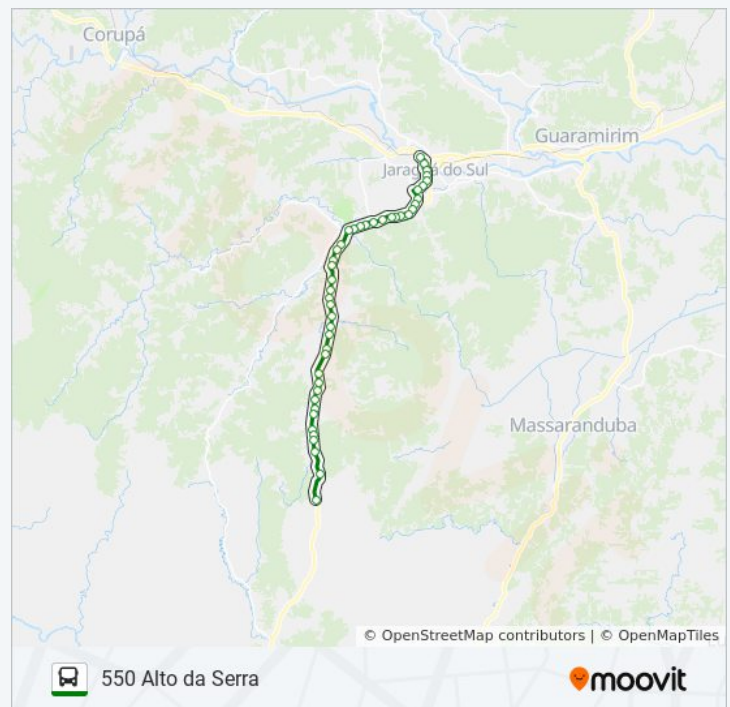 Corupá
Guaramirim
Jaraguá do Sul
Massaranduba
© OpenStreetMap contributors | © OpenMapTiles
550 Alto da Serra
moovit